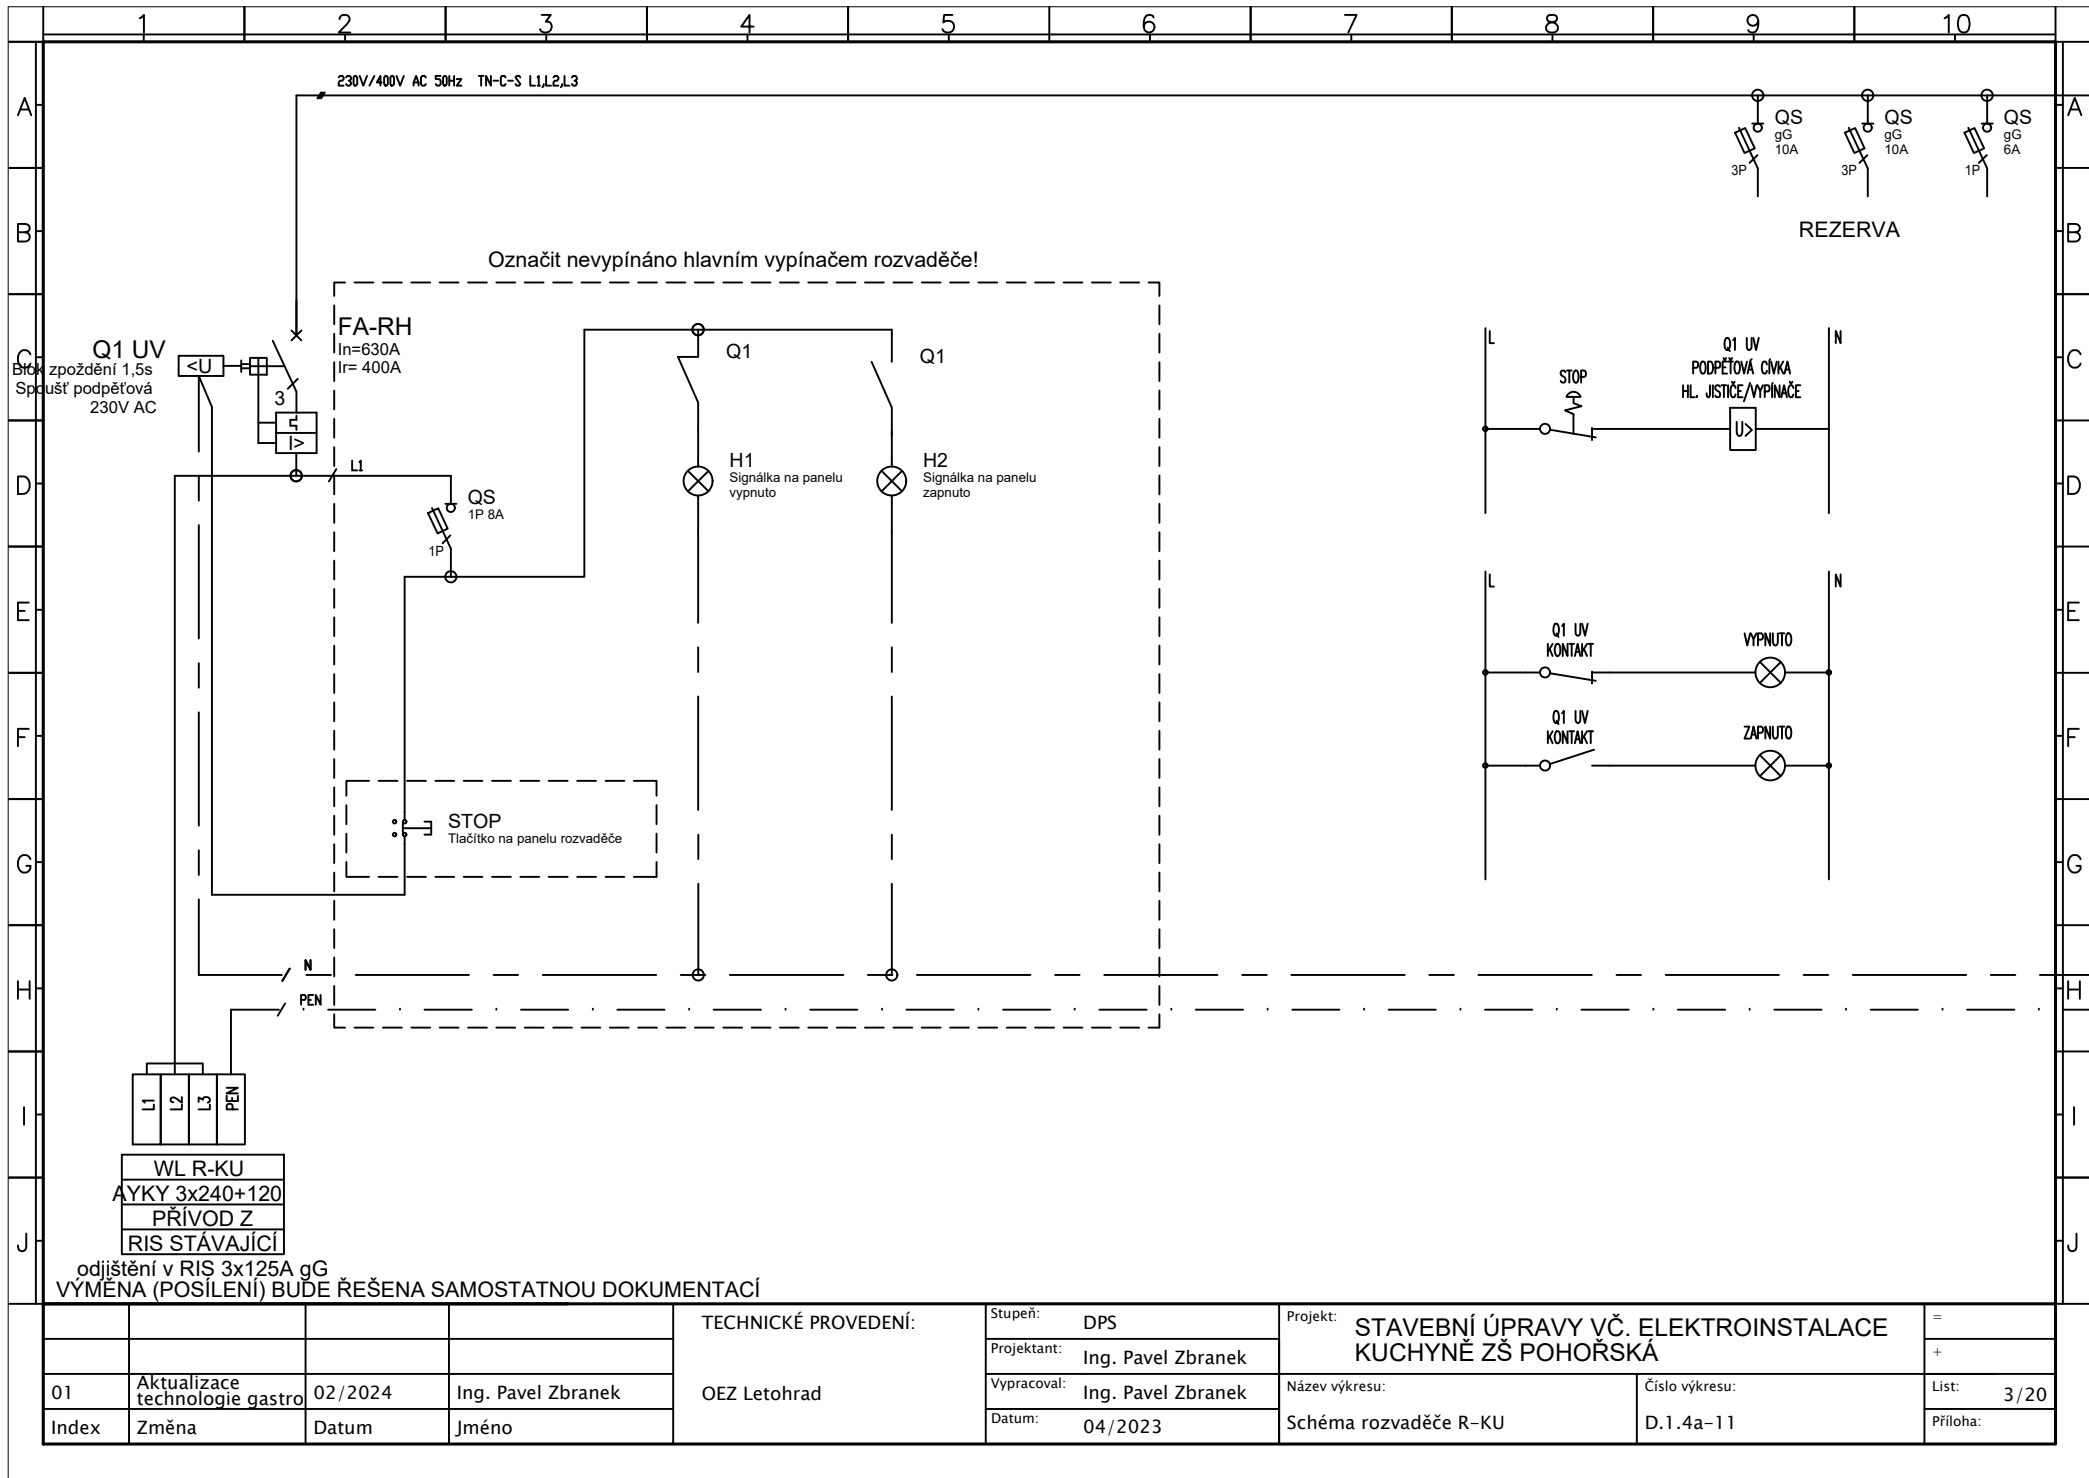 1 2 3 4 5 6 7 8 9 10
230V/400V AC 50Hz TN-C-S L1,L2,L3
A A
QS
gG
10A
3P
QS
gG
10A
3P
QS
gG
6A
1P
B B
REZERVA
Označit nevypínáno hlavním vypínačem rozvaděče!
C C
Q1 UV
Blok zpoždění 1,5s
Spoušť podpěťová
230V AC
<U
FA-RH
In=630A
Ir= 400A
3
I>
Q1
Q1
L N
STOP
Q1 UV
PODPĚŤOVÁ CÍVKA
HL. JISTIČE/VYPÍNAČE
U>
D D
L1
QS
1P 8A
1P
H1
Signálka na panelu
vypnuto
H2
Signálka na panelu
zapnuto
E E
L N
Q1 UV
KONTAKT
VYPNUTO
F F
Q1 UV
KONTAKT
ZAPNUTO
STOP
Tlačítko na panelu rozvaděče
G G
N
H H
PEN
I I
L1 L2 L3 PEN
WL R-KU
AYKY 3x240+120
PŘÍVOD Z
RIS STÁVAJÍCÍ
J J
odjištění v RIS 3x125A gG
VÝMĚNA (POSÍLENÍ) BUDE ŘEŠENA SAMOSTATNOU DOKUMENTACÍ
01 Aktualizace technologie gastro 02/2024 Ing. Pavel Zbranek
Index Změna Datum Jméno
TECHNICKÉ PROVEDENÍ:
OEZ Letohrad
Stupeň: DPS
Projektant: Ing. Pavel Zbranek
Vypracoval: Ing. Pavel Zbranek
Datum: 04/2023
Projekt: STAVEBNÍ ÚPRAVY VČ. ELEKTROINSTALACE
KUCHYNĚ ZŠ POHOŘSKÁ
Název výkresu:
Schéma rozvaděče R-KU
Číslo výkresu:
D.1.4a-11
=
+
List: 3/20
Příloha: